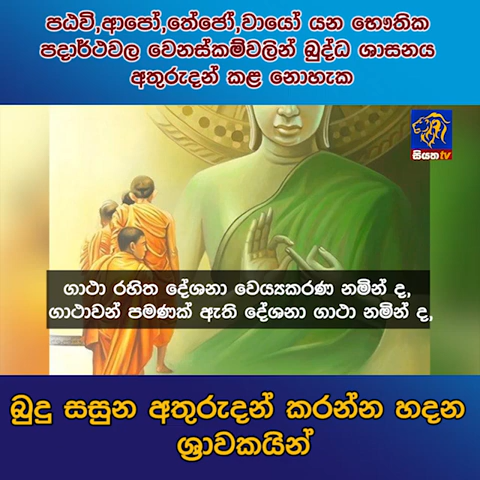 පඨවි,ආපෝ,තේජෝ,වායෝ යන භෞතික
පදාර්ථවල වෙනස්කම්වලින් බුද්ධ ශාසනය
අතුරුදන් කළ නොහැක
සියත tv
ගාථා රහිත දේශනා වෙය්‍යකරණ නමින් ද,
ගාථාවන් පමණක් ඇති දේශනා ගාථා නමින් ද,
බුදු සසුන අතුරුදන් කරන්න හදන
ශ්‍රාවකයින්